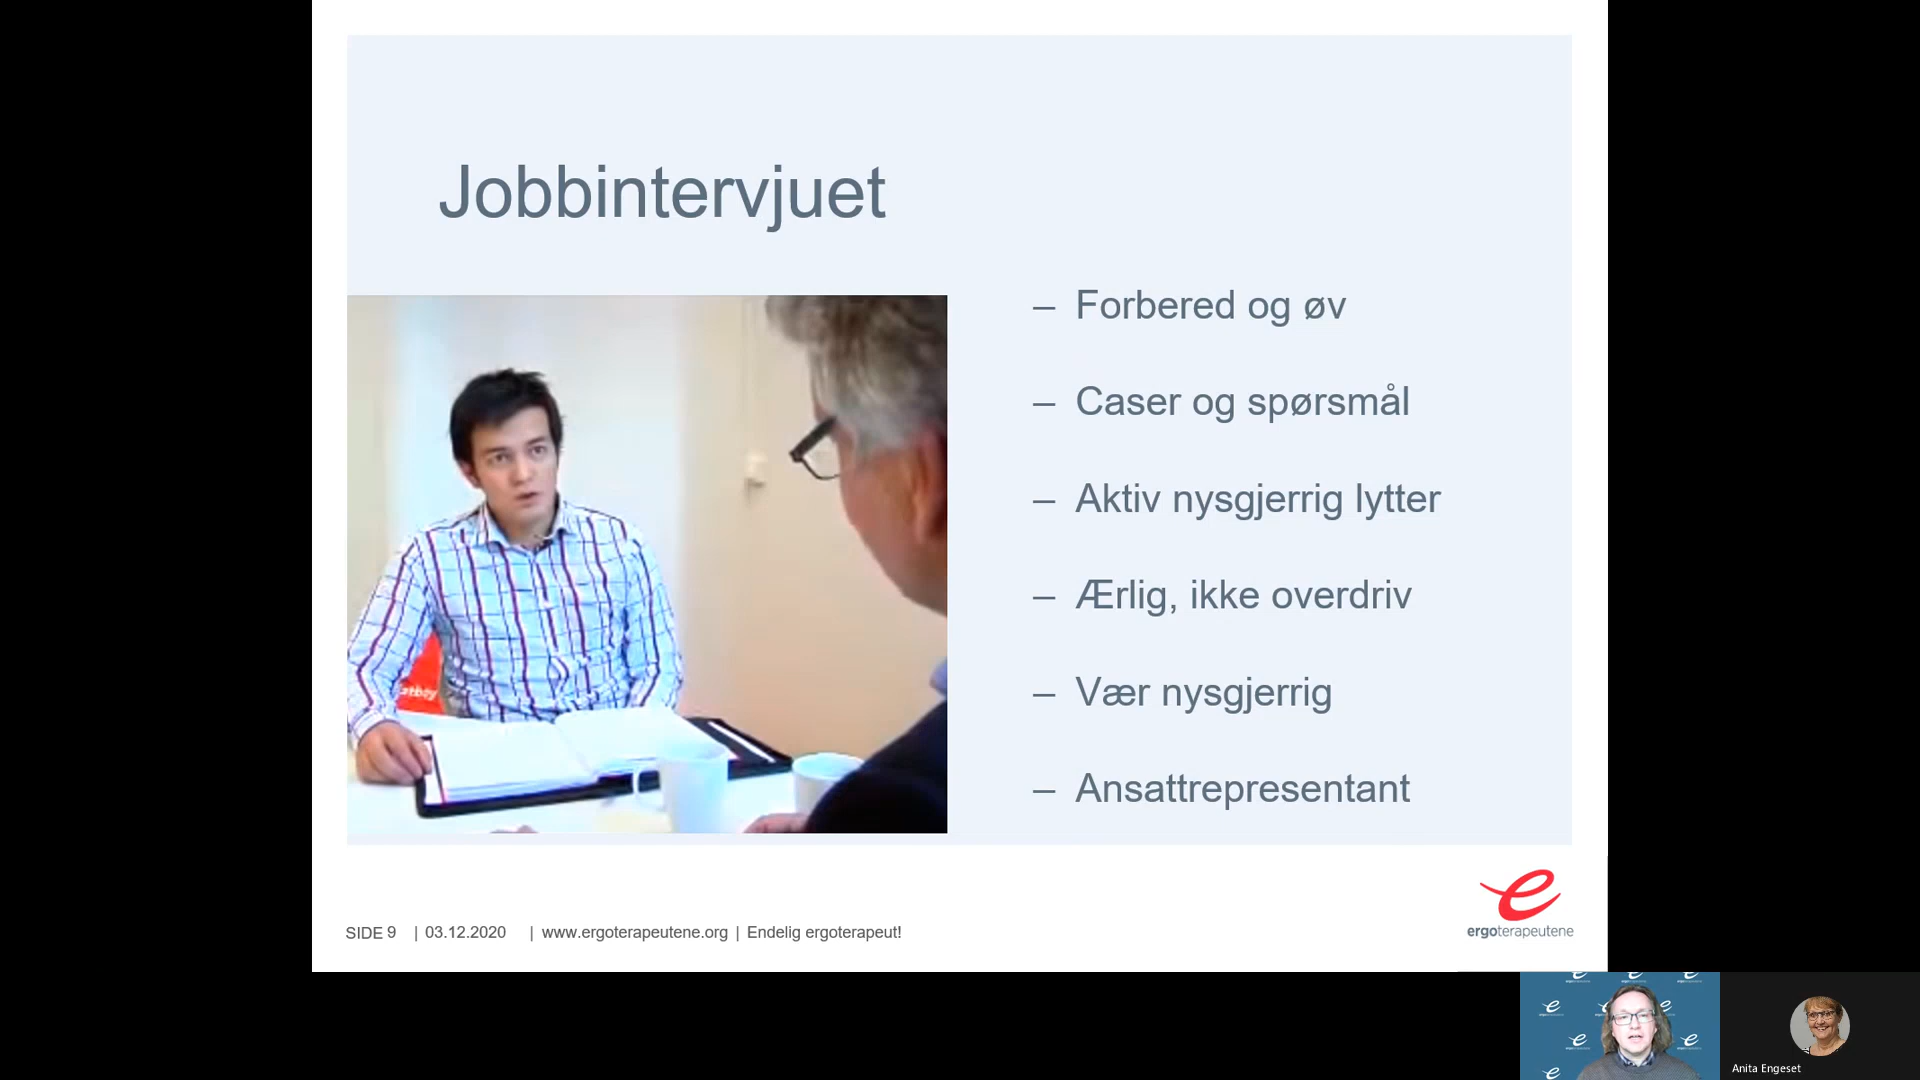 Jobbintervjuet
– Forbered og øv
– Caser og spørsmål
– Aktiv nysgjerrig lytter
– Ærlig, ikke overdriv
– Vær nysgjerrig
– Ansattrepresentant
SIDE 9 | 03.12.2020 | www.ergoterapeutene.org | Endelig ergoterapeut!
ergoterapeutene
Anita Engeset